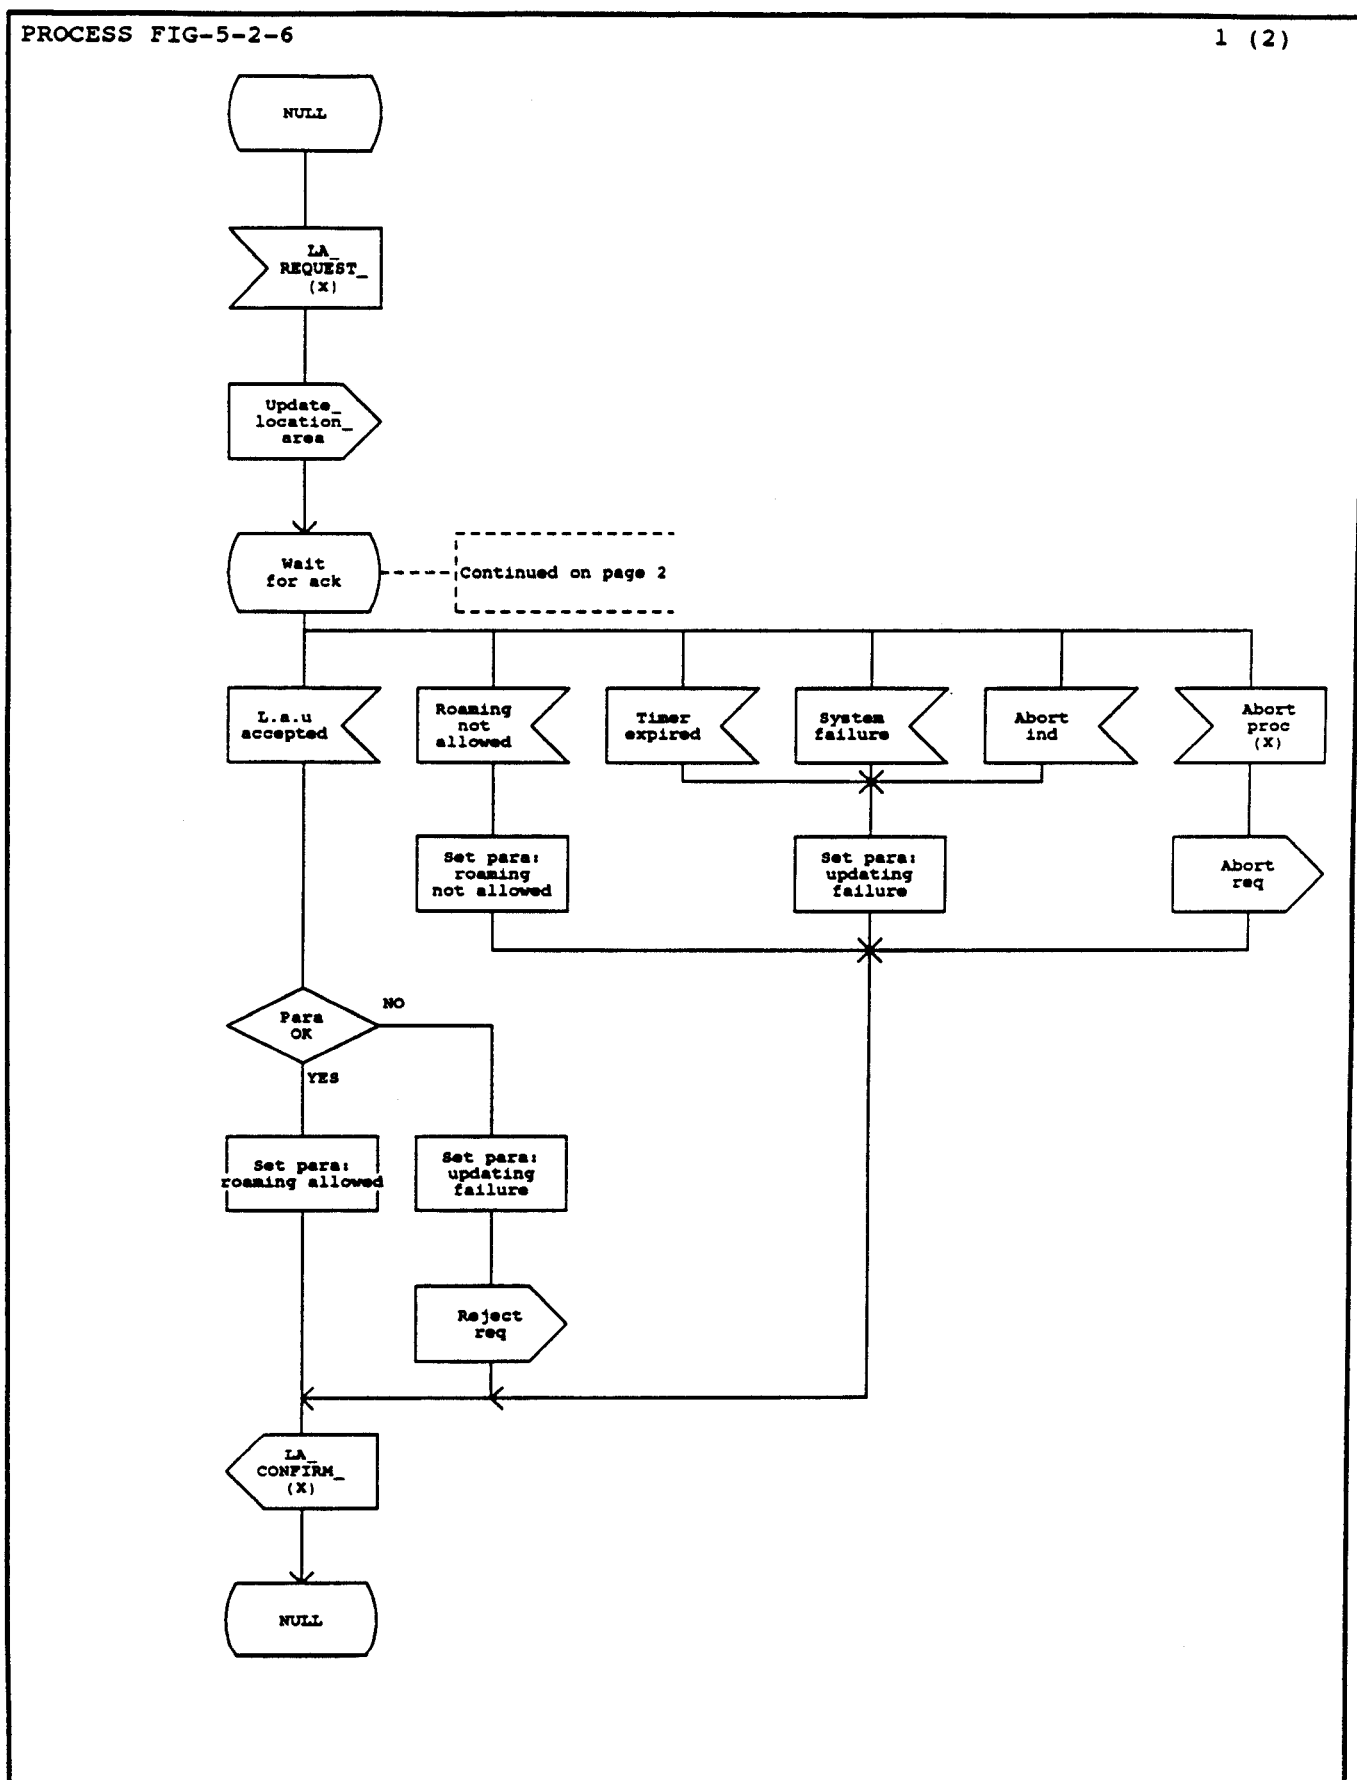 PROCESS FIG-5-2-6
1 (2)
NULL
LA_
REQUEST_
(X)
Update_
location_
area
Wait
for ack
Continued on page 2
L.a.u
accepted
Roaming
not
allowed
Timer
expired
System
failure
Abort
ind
Abort
proc
(X)
Set para:
roaming
not allowed
Set para:
updating
failure
Abort
req
Para
OK
NO
YES
Set para:
roaming allowed
Set para:
updating
failure
Reject
req
LA_
CONFIRM_
(X)
NULL